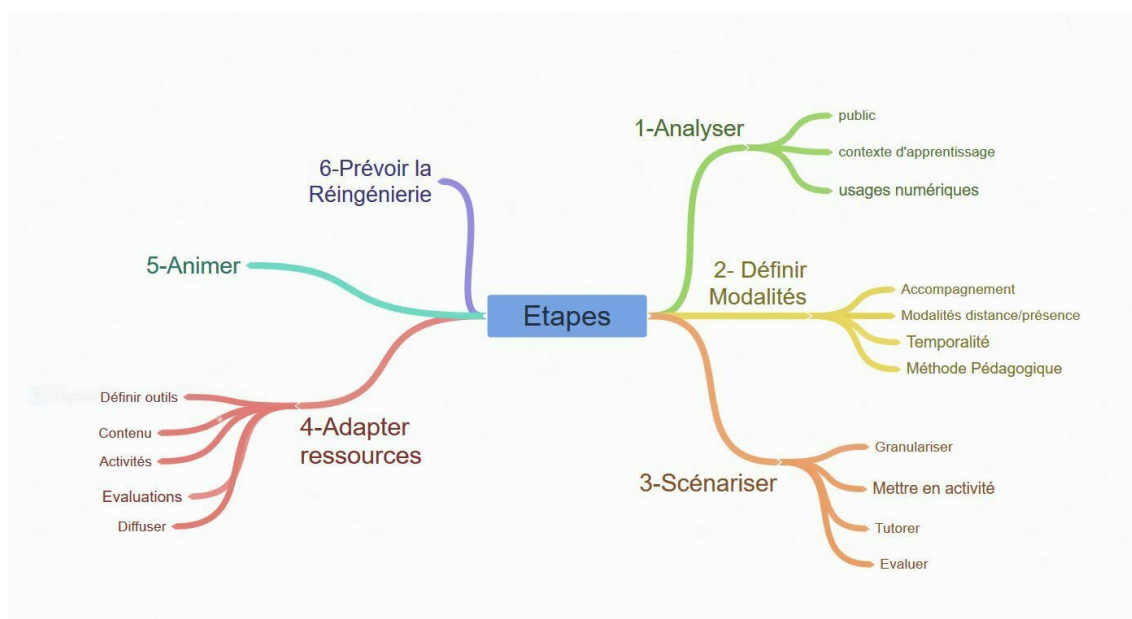 Etapes
1-Analyser
public
contexte d'apprentissage
usages numériques
2- Définir
Modalités
Accompagnement
Modalités distance/présence
Temporalité
Méthode Pédagogique
3-Scénariser
Granulariser
Mettre en activité
Tutorer
Evaluer
4-Adapter
ressources
Définir outils
Contenu
Activités
Evaluations
Diffuser
5-Animer
6-Prévoir la
Réingénierie